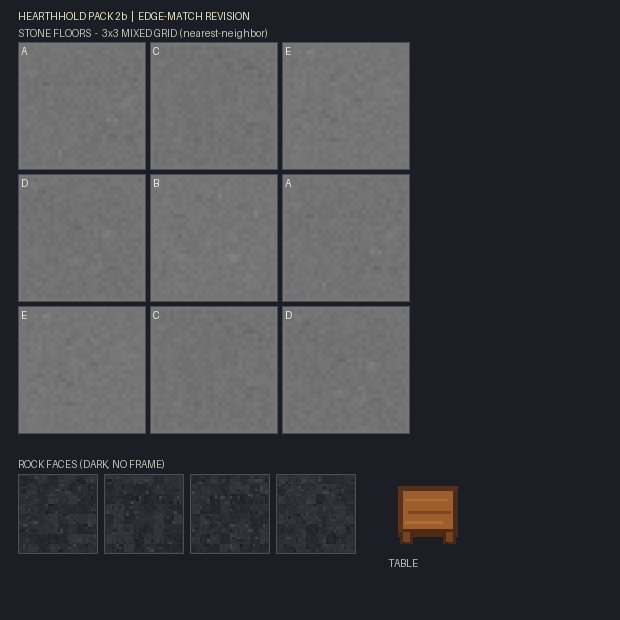 HEARTHHOLD PACK 2b | EDGE-MATCH REVISION
STONE FLOORS - 3x3 MIXED GRID (nearest-neighbor)
A C E
D B A
E C D
ROCK FACES (DARK, NO FRAME)
TABLE